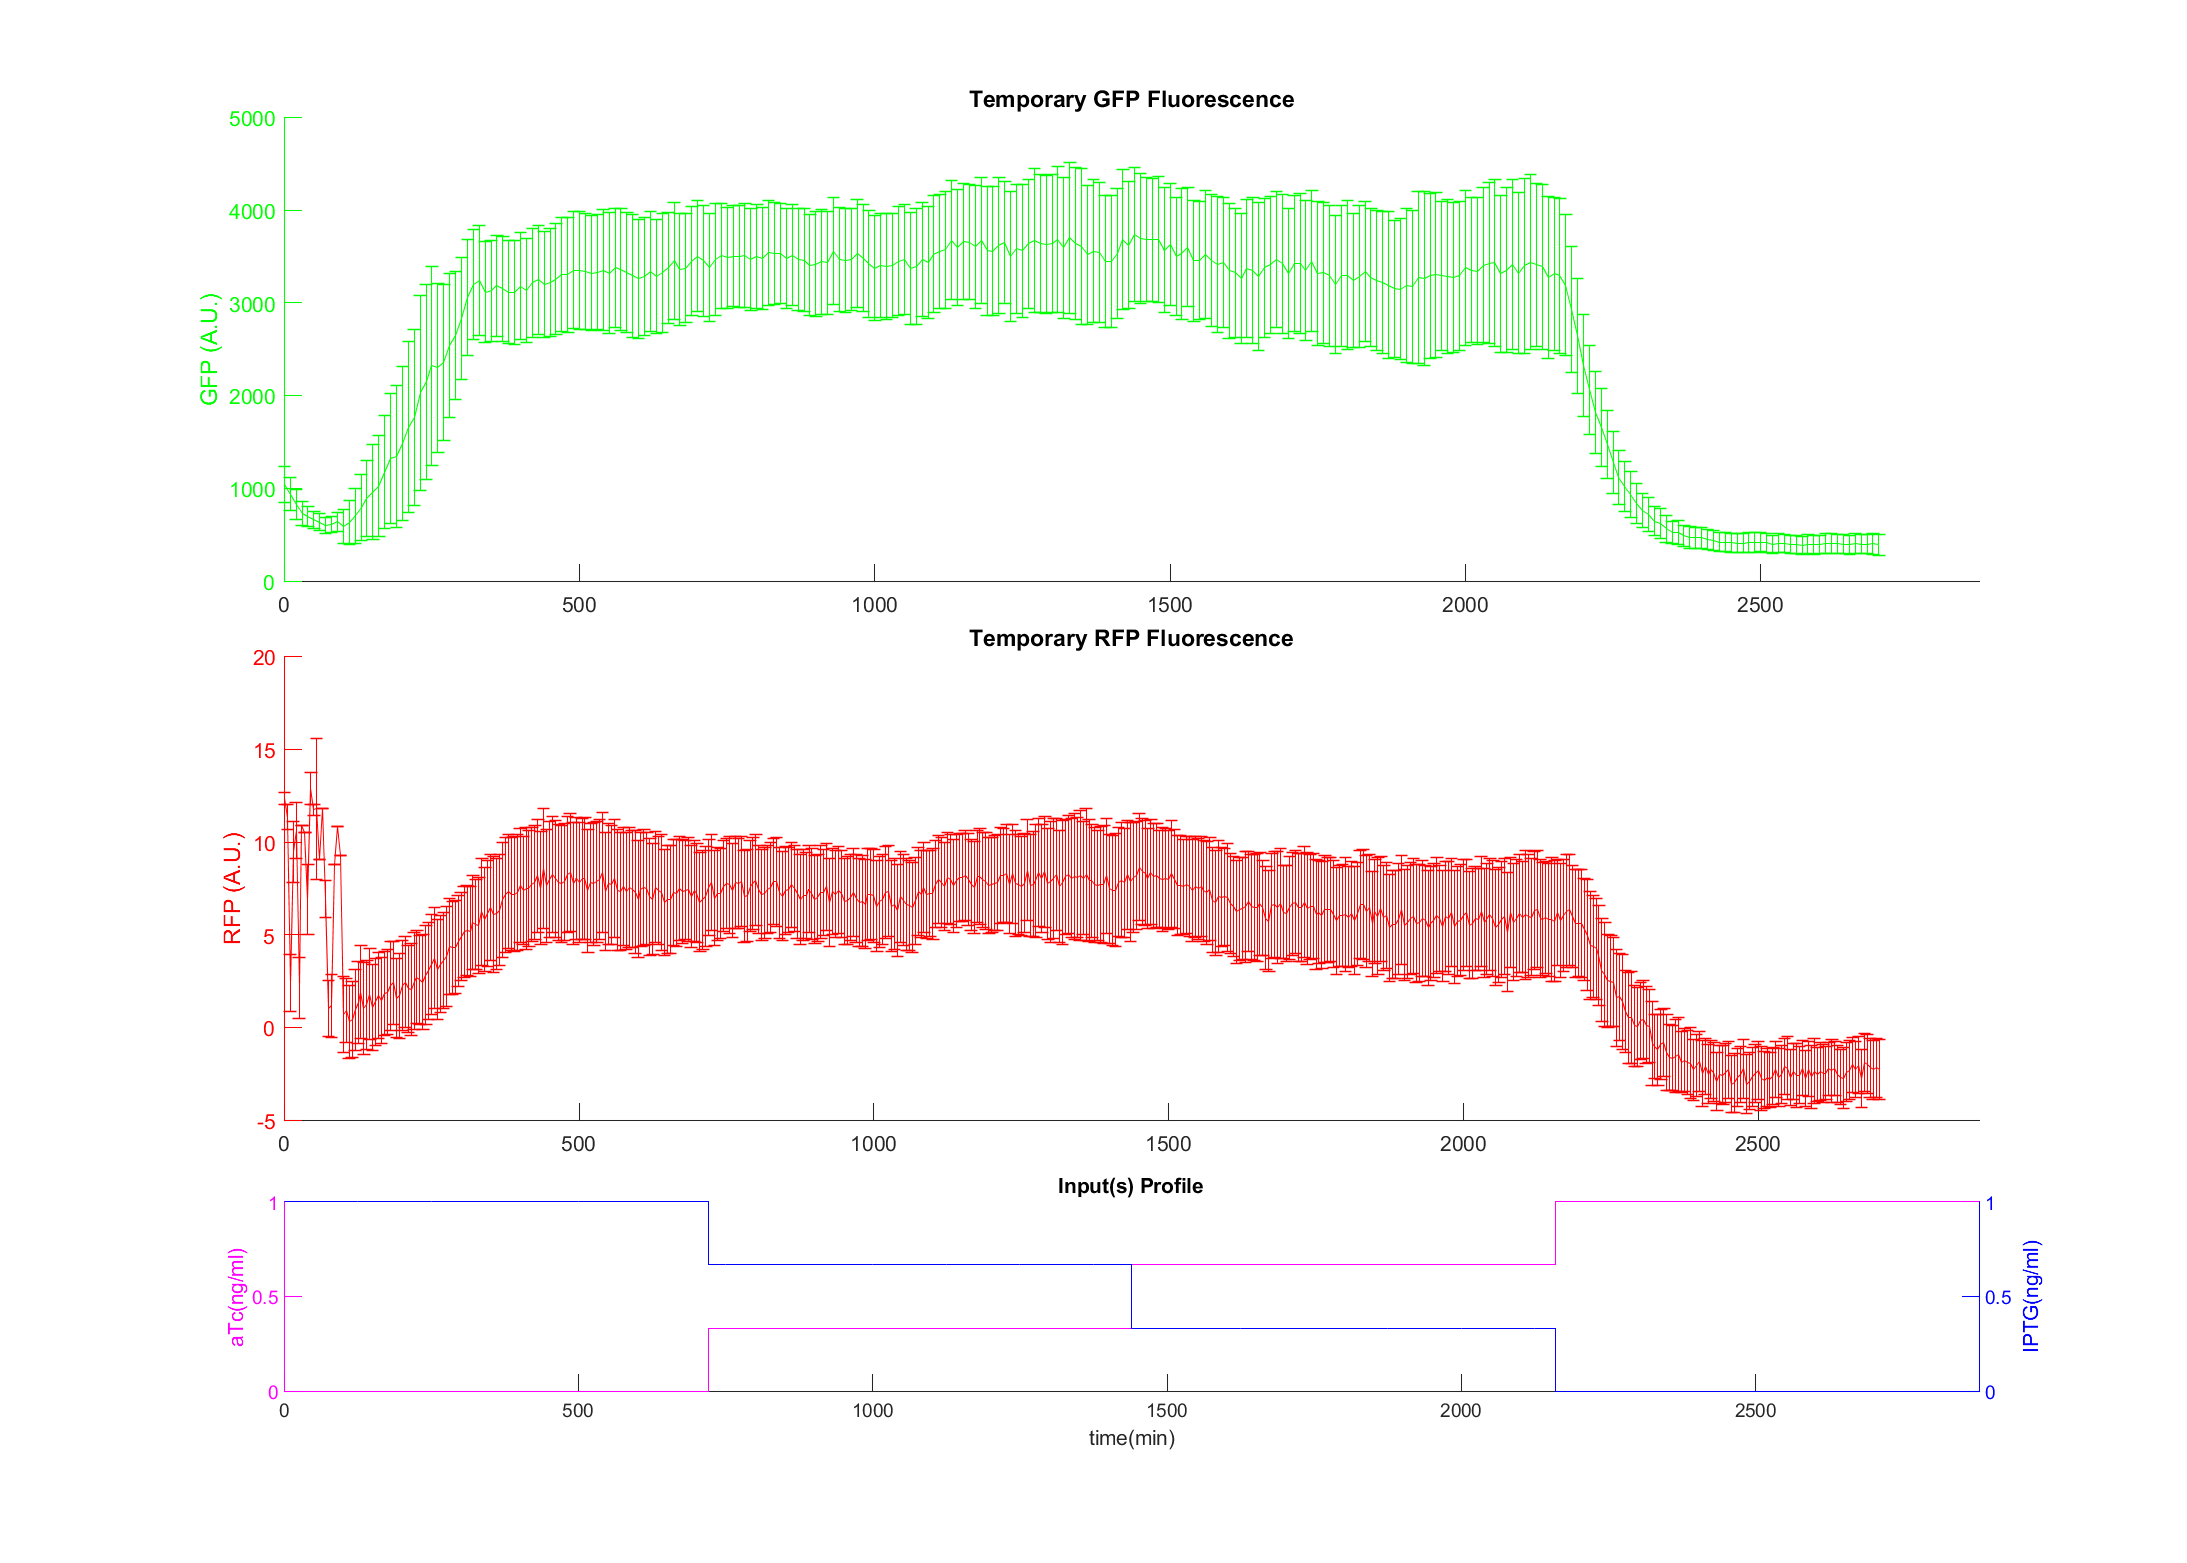 Temporary GFP Fluorescence
5000
4000
3000
2000
1000
0
GFP (A.U.)
0 500 1000 1500 2000 2500
Temporary RFP Fluorescence
20
15
10
5
0
-5
RFP (A.U.)
0 500 1000 1500 2000 2500
Input(s) Profile
1
0.5
0
aTc(ng/ml)
1
0.5
0
IPTG(ng/ml)
0 500 1000 1500 2000 2500
time(min)